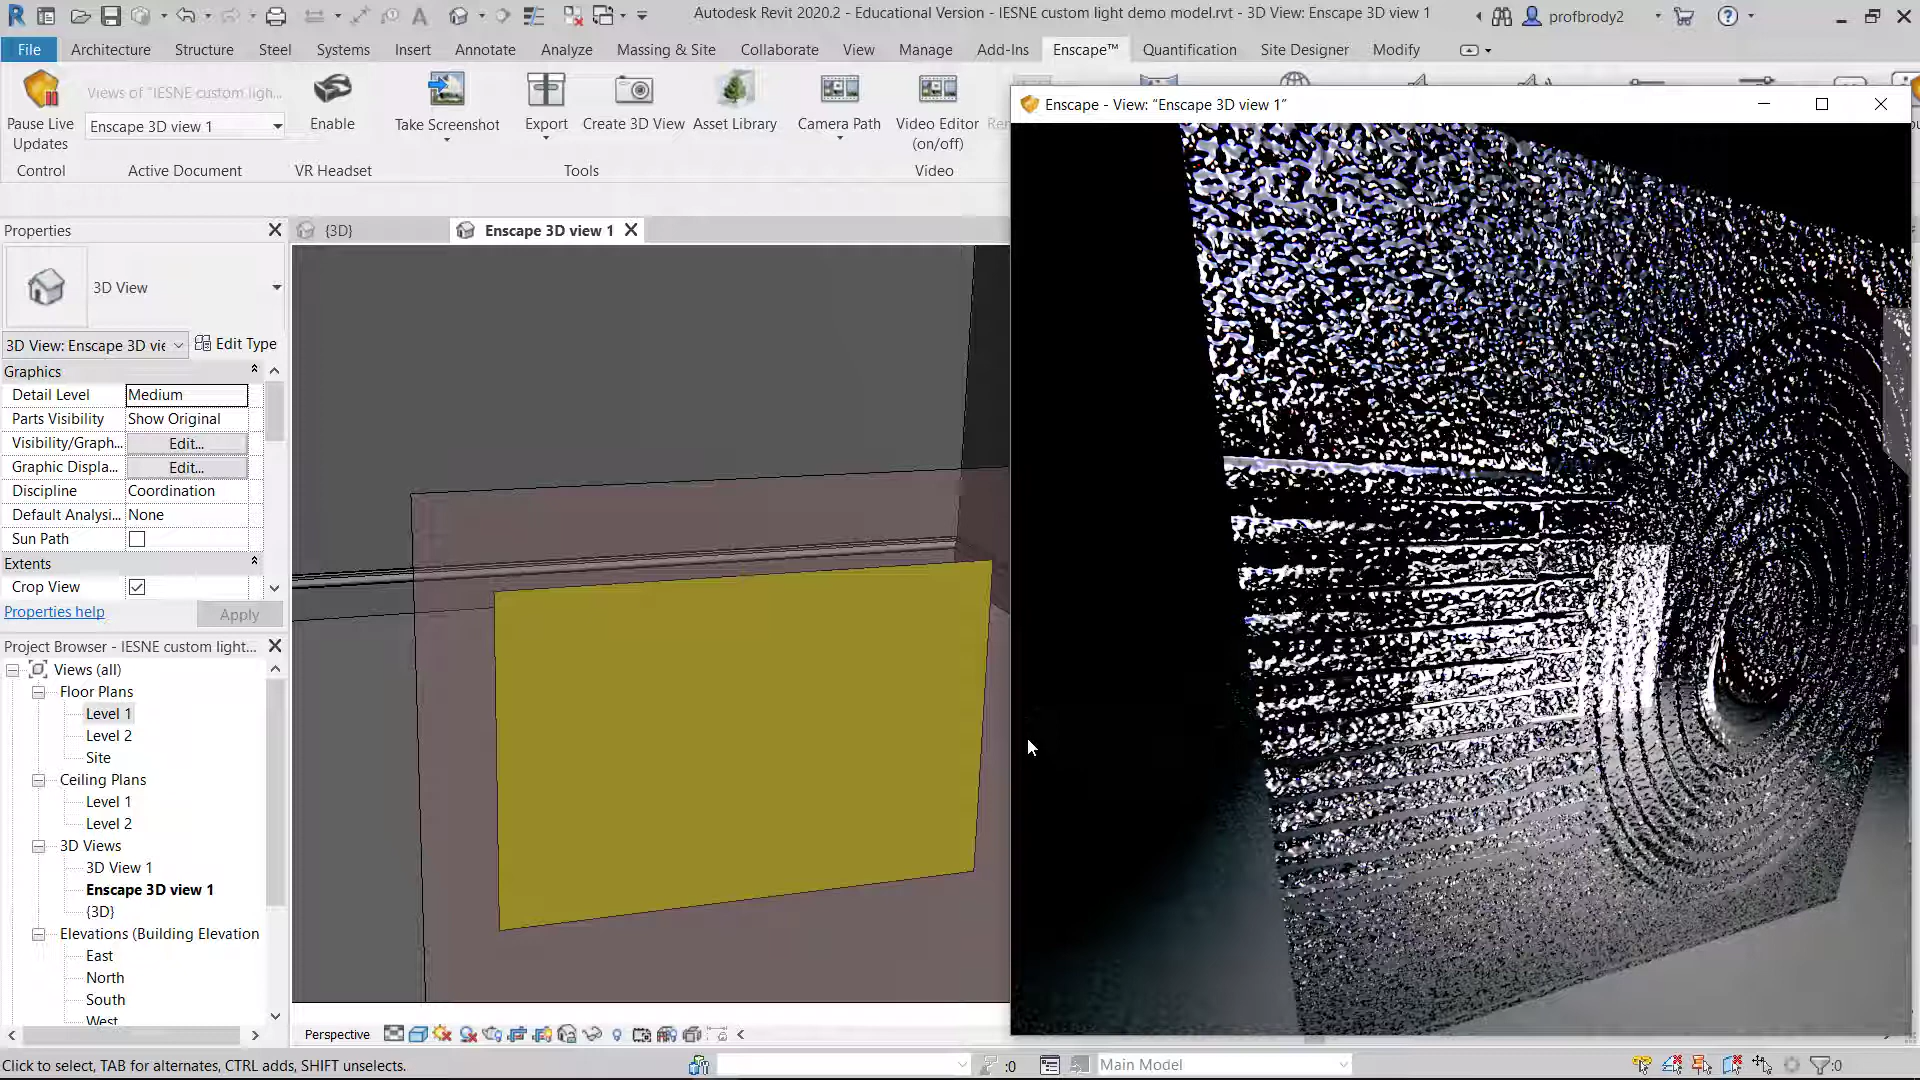 Autodesk Revit 2020.2 - Educational Version - IESNE custom light demo model.rvt - 3D View: Enscape 3D view 1
profbrody2
File Architecture Structure Steel Systems Insert Annotate Analyze Massing & Site Collaborate View Manage Add-Ins Enscape™ Quantification Site Designer Modify
Views of "IESNE custom ligh...
Enscape 3D view 1
Pause Live Updates
Enable
Take Screenshot
Export
Create 3D View
Asset Library
Camera Path
Video Editor (on/off)
Control
Active Document
VR Headset
Tools
Video
Enscape - View: "Enscape 3D view 1"
Properties
{3D}
Enscape 3D view 1
3D View
3D View: Enscape 3D vie
Edit Type
Graphics
Detail Level Medium
Parts Visibility Show Original
Visibility/Graph... Edit...
Graphic Displa... Edit...
Discipline Coordination
Default Analysi... None
Sun Path
Extents
Crop View
Properties help
Apply
Project Browser - IESNE custom light...
Views (all)
Floor Plans
Level 1
Level 2
Site
Ceiling Plans
Level 1
Level 2
3D Views
3D View 1
Enscape 3D view 1
{3D}
Elevations (Building Elevation
East
North
South
West
Perspective
Click to select, TAB for alternates, CTRL adds, SHIFT unselects.
:0
Main Model
:0